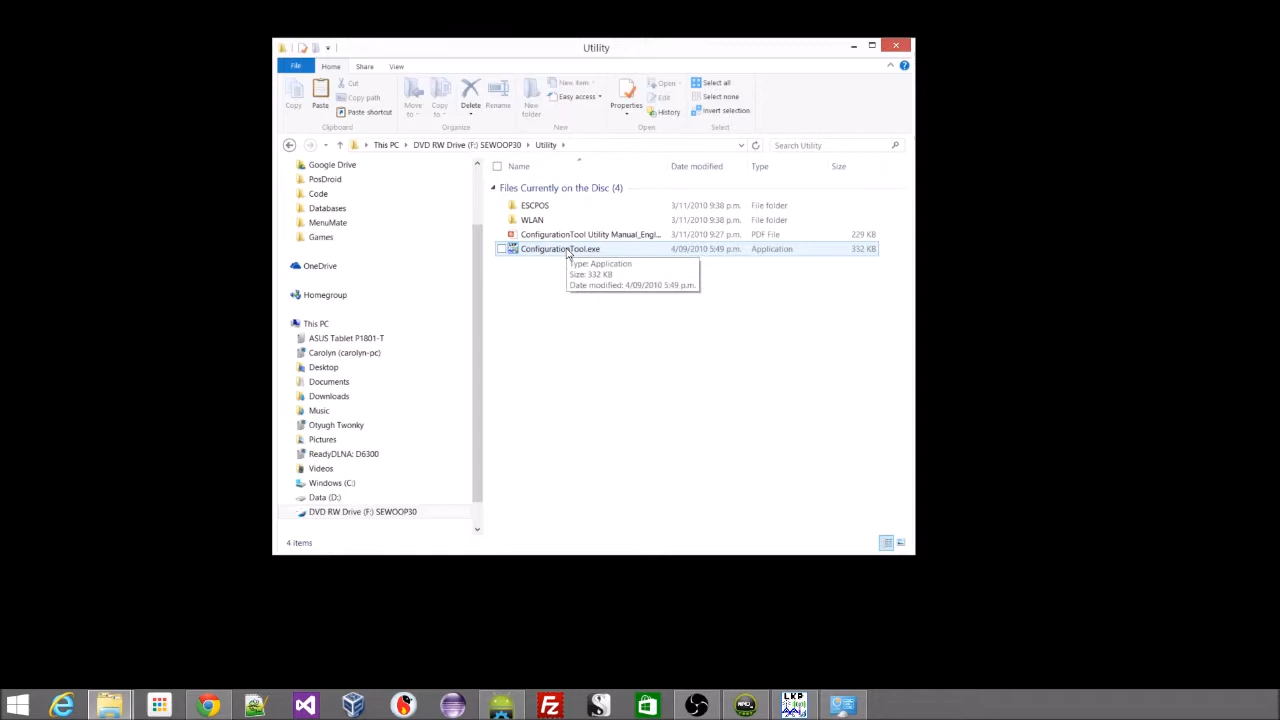 Utility
File
Home
Share
View
Copy
Paste
Cut
Copy path
Paste shortcut
Clipboard
Move to
Copy to
Delete
Rename
Organize
New folder
New item
Easy access
New
Properties
Open
Edit
History
Open
Select all
Select none
Invert selection
Select
This PC
DVD RW Drive (F:) SEWOOP30
Utility
Search Utility
Google Drive
PosDroid
Code
Databases
MenuMate
Games
OneDrive
Homegroup
This PC
ASUS Tablet P1801-T
Carolyn (carolyn-pc)
Desktop
Documents
Downloads
Music
Otyugh Twonky
Pictures
ReadyDLNA: D6300
Videos
Windows (C:)
Data (D:)
DVD RW Drive (F:) SEWOOP30
Name Date modified Type Size
Files Currently on the Disc (4)
ESCPOS 3/11/2010 9:38 p.m. File folder
WLAN 3/11/2010 9:38 p.m. File folder
ConfigurationTool Utility Manual_Engl... 3/11/2010 9:27 p.m. PDF File 229 KB
ConfigurationTool.exe 4/09/2010 5:49 p.m. Application 332 KB
Type: Application
Size: 332 KB
Date modified: 4/09/2010 5:49 p.m.
4 items
LKP